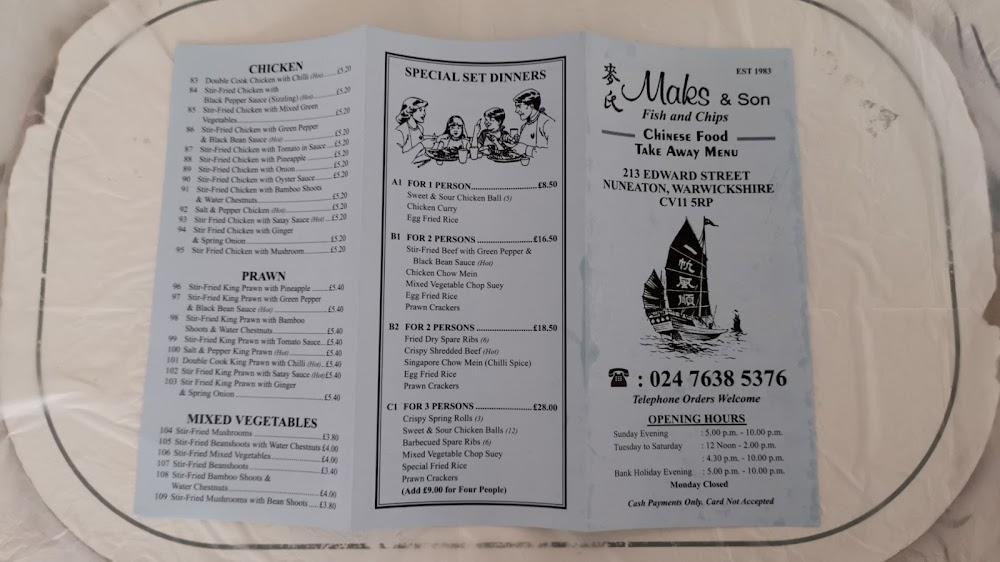 CHICKEN
83 Double Cook Chicken with Chilli (Hot) ... £5.20
84 Stir-Fried Chicken with
Black Pepper Sauce (Sizzling) (Hot) ... £5.20
85 Stir-Fried Chicken with Mixed Green
Vegetables ... £5.20
86 Stir-Fried Chicken with Green Pepper
& Black Bean Sauce (Hot) ... £5.20
87 Stir-Fried Chicken with Tomato in Sauce ... £5.20
88 Stir-Fried Chicken with Pineapple ... £5.20
89 Stir-Fried Chicken with Onion ... £5.20
90 Stir-Fried Chicken with Oyster Sauce ... £5.20
91 Stir-Fried Chicken with Bamboo Shoots
& Water Chestnuts ... £5.20
92 Salt & Pepper Chicken (Hot) ... £5.20
93 Stir Fried Chicken with Satay Sauce (Hot) ... £5.20
94 Stir Fried Chicken with Ginger
& Spring Onion ... £5.20
95 Stir Fried Chicken with Mushroom ... £5.20
PRAWN
96 Stir-Fried King Prawn with Pineapple ... £5.40
97 Stir-Fried King Prawn with Green Pepper
& Black Bean Sauce (Hot) ... £5.40
98 Stir-Fried King Prawn with Bamboo
Shoots & Water Chestnuts ... £5.40
99 Stir-Fried King Prawn with Tomato Sauce ... £5.40
100 Salt & Pepper King Prawn (Hot) ... £5.40
101 Double Cook King Prawn with Chilli (Hot) ... £5.40
102 Stir Fried King Prawn with Satay Sauce (Hot) £5.40
103 Stir Fried King Prawn with Ginger
& Spring Onion ... £5.40
MIXED VEGETABLES
104 Stir-Fried Mushrooms ... £3.80
105 Stir-Fried Beanshoots with Water Chestnuts £4.00
106 Stir-Fried Mixed Vegetables ... £4.00
107 Stir-Fried Beanshoots ... £3.40
108 Stir-Fried Bamboo Shoots &
Water Chestnuts ... £4.00
109 Stir-Fried Mushrooms with Bean Shoots ... £3.80
SPECIAL SET DINNERS
A1 FOR 1 PERSON ... £8.50
Sweet & Sour Chicken Ball (5)
Chicken Curry
Egg Fried Rice
B1 FOR 2 PERSONS ... £16.50
Stir-Fried Beef with Green Pepper &
Black Bean Sauce (Hot)
Chicken Chow Mein
Mixed Vegetable Chop Suey
Egg Fried Rice
Prawn Crackers
B2 FOR 2 PERSONS ... £18.50
Fried Dry Spare Ribs (6)
Crispy Shredded Beef (Hot)
Singapore Chow Mein (Chilli Spice)
Egg Fried Rice
Prawn Crackers
C1 FOR 3 PERSONS ... £28.00
Crispy Spring Rolls (3)
Sweet & Sour Chicken Balls (12)
Barbecued Spare Ribs (6)
Mixed Vegetable Chop Suey
Special Fried Rice
Prawn Crackers
(Add £9.00 for Four People)
EST 1983
麥氏
Maks & Son
Fish and Chips
CHINESE FOOD
TAKE AWAY MENU
213 EDWARD STREET
NUNEATON, WARWICKSHIRE
CV11 5RP
一帆風順
☎ : 024 7638 5376
Telephone Orders Welcome
OPENING HOURS
Sunday Evening : 5.00 p.m. - 10.00 p.m.
Tuesday to Saturday : 12 Noon - 2.00 p.m.
: 4.30 p.m. - 10.00 p.m.
Bank Holiday Evening : 5.00 p.m. - 10.00 p.m.
Monday Closed
Cash Payments Only, Card Not Accepted